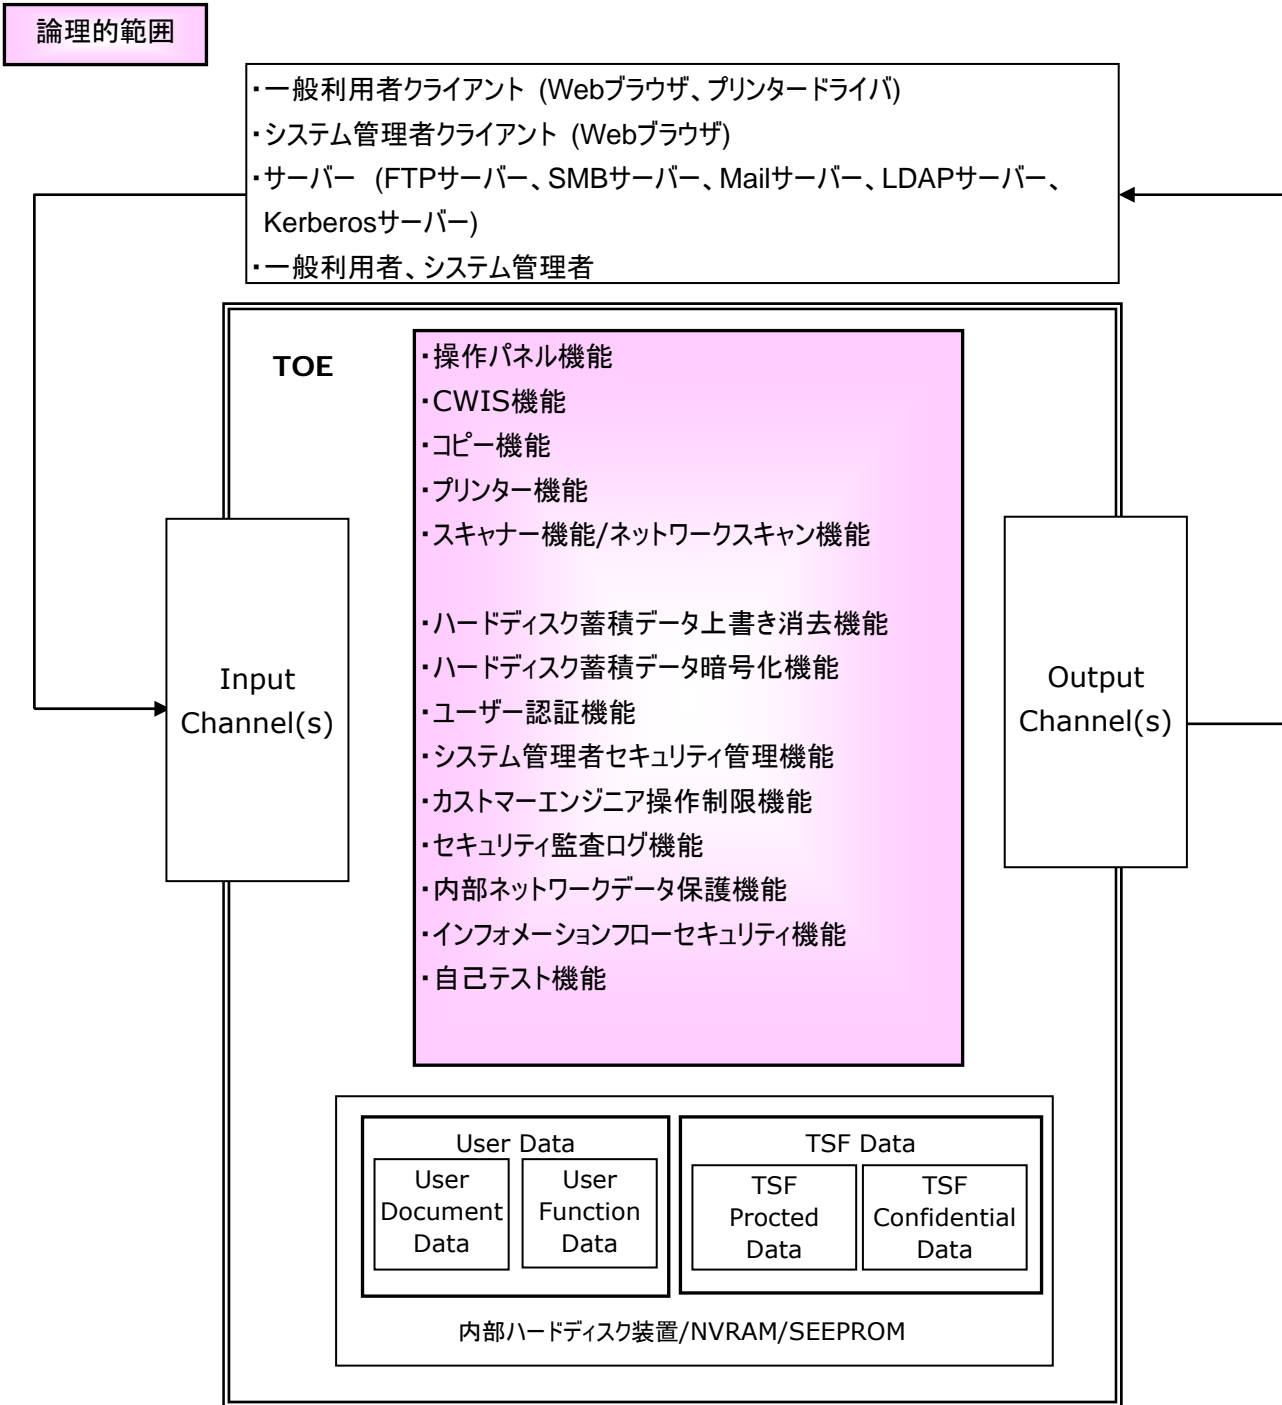 論理的範囲
・一般利用者クライアント (Webブラウザ、プリンタードライバ)
・システム管理者クライアント (Webブラウザ)
・サーバー (FTPサーバー、SMBサーバー、Mailサーバー、LDAPサーバー、
Kerberosサーバー)
・一般利用者、システム管理者
TOE
・操作パネル機能
・CWIS機能
・コピー機能
・プリンター機能
・スキャナー機能/ネットワークスキャン機能
・ハードディスク蓄積データ上書き消去機能
・ハードディスク蓄積データ暗号化機能
・ユーザー認証機能
・システム管理者セキュリティ管理機能
・カストマーエンジニア操作制限機能
・セキュリティ監査ログ機能
・内部ネットワークデータ保護機能
・インフォメーションフローセキュリティ機能
・自己テスト機能
Input
Channel(s)
Output
Channel(s)
User Data
User
Document
Data
User
Function
Data
TSF Data
TSF
Procted
Data
TSF
Confidential
Data
内部ハードディスク装置/NVRAM/SEEPROM